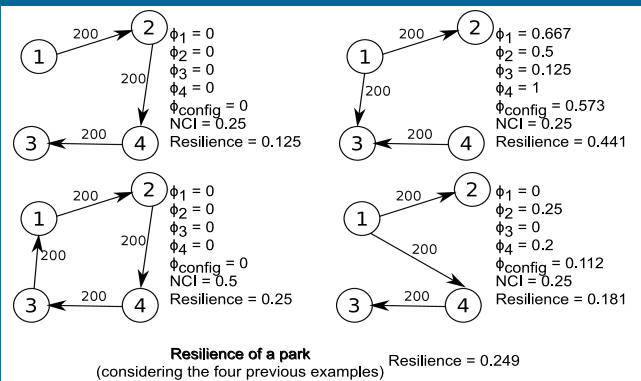 1
200
2
200
3
200
4
ϕ1 = 0
ϕ2 = 0
ϕ3 = 0
ϕ4 = 0
ϕconfig = 0
NCI = 0.25
Resilience = 0.125
1
200
2
200
3
200
4
ϕ1 = 0.667
ϕ2 = 0.5
ϕ3 = 0.125
ϕ4 = 1
ϕconfig = 0.573
NCI = 0.25
Resilience = 0.441
1
200
2
200
200
3
200
4
ϕ1 = 0
ϕ2 = 0
ϕ3 = 0
ϕ4 = 0
ϕconfig = 0
NCI = 0.5
Resilience = 0.25
1
200
2
200
3
200
4
ϕ1 = 0
ϕ2 = 0.25
ϕ3 = 0
ϕ4 = 0.2
ϕconfig = 0.112
NCI = 0.25
Resilience = 0.181
Resilience of a park
(considering the four previous examples)
Resilience = 0.249